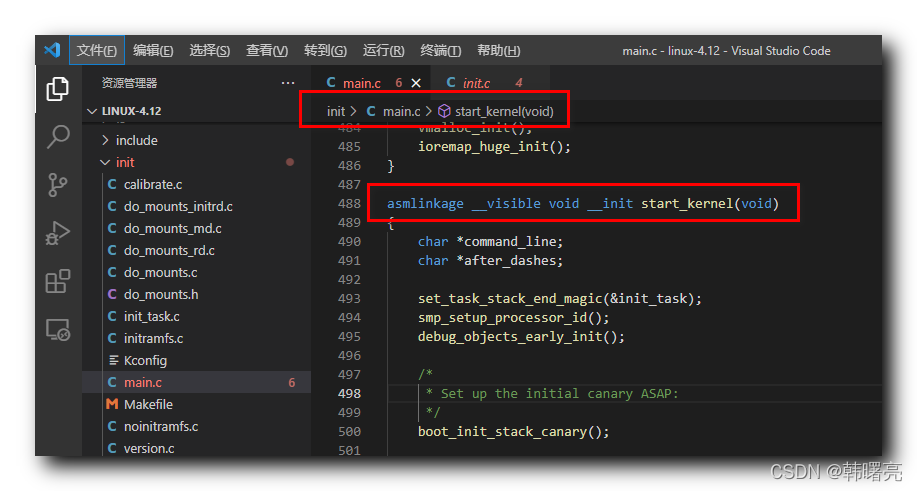 文件(F) 编辑(E) 选择(S) 查看(V) 转到(G) 运行(R) 终端(T) 帮助(H) main.c - linux-4.12 - Visual Studio Code
资源管理器 ···
LINUX-4.12
include
init
C calibrate.c
C do_mounts_initrd.c
C do_mounts_md.c
C do_mounts_rd.c
C do_mounts.c
C do_mounts.h
C init_task.c
C initramfs.c
Kconfig
C main.c 6
M Makefile
C noinitramfs.c
C version.c
C main.c 6 × C init.c 4
init > C main.c > start_kernel(void)
484 vmalloc_init();
485 ioremap_huge_init();
486 }
487
488 asmlinkage __visible void __init start_kernel(void)
489 {
490 char *command_line;
491 char *after_dashes;
492
493 set_task_stack_end_magic(&init_task);
494 smp_setup_processor_id();
495 debug_objects_early_init();
496
497 /*
498 * Set up the initial canary ASAP:
499 */
500 boot_init_stack_canary();
501
CSDN @韩曙亮